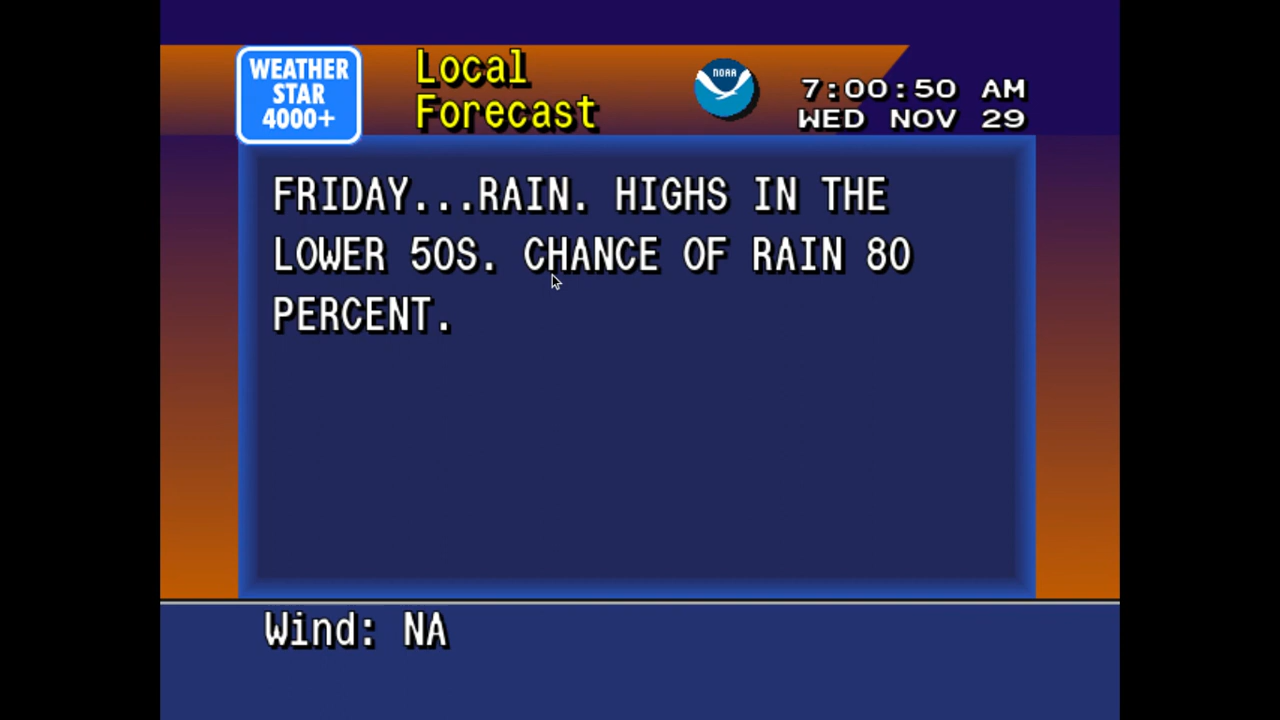 WEATHER
STAR
4000+
Local
Forecast
NOAA
7:00:50 AM
WED NOV 29
FRIDAY...RAIN. HIGHS IN THE
LOWER 50S. CHANCE OF RAIN 80
PERCENT.
Wind: NA